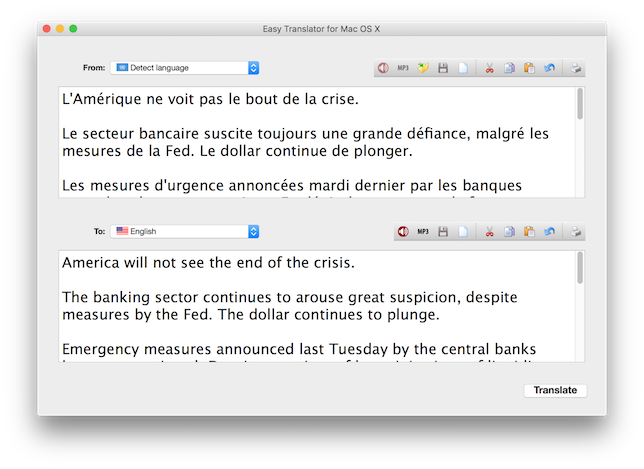 Easy Translator for Mac OS X
From: Detect language
MP3
L'Amérique ne voit pas le bout de la crise.
Le secteur bancaire suscite toujours une grande défiance, malgré les
mesures de la Fed. Le dollar continue de plonger.
Les mesures d'urgence annoncées mardi dernier par les banques
To: English
MP3
America will not see the end of the crisis.
The banking sector continues to arouse great suspicion, despite
measures by the Fed. The dollar continues to plunge.
Emergency measures announced last Tuesday by the central banks
Translate